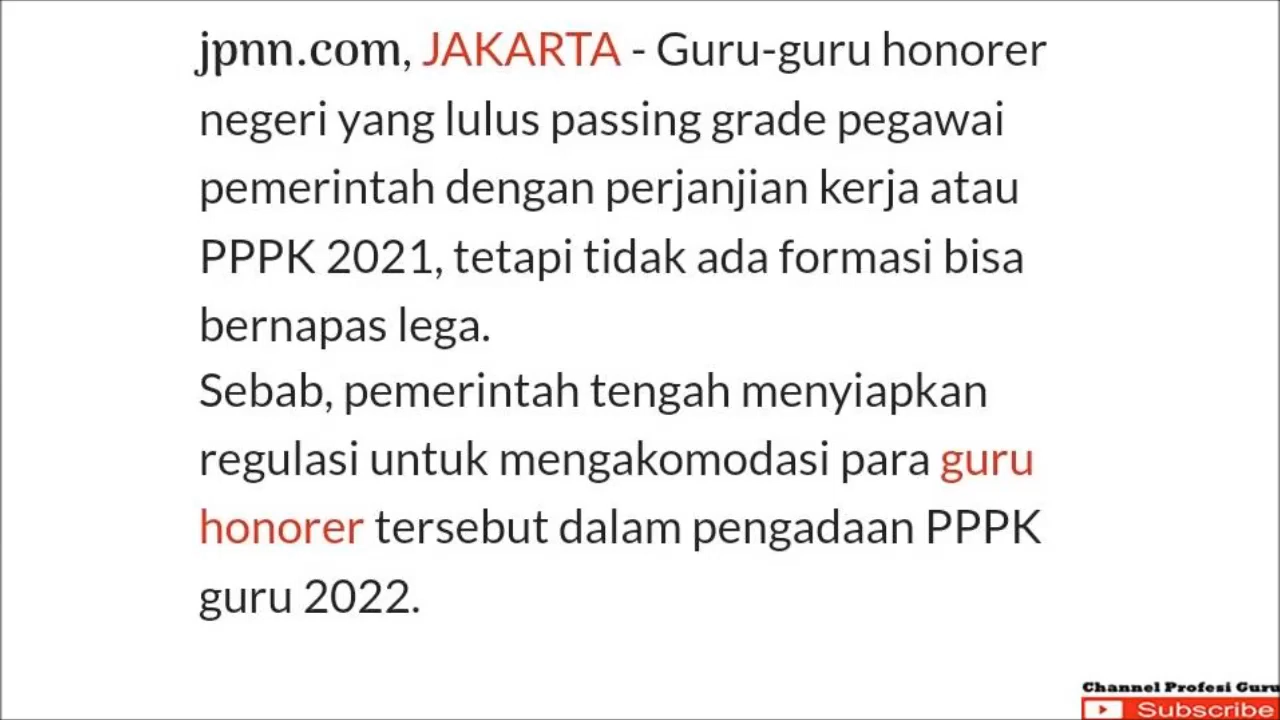 jpnn.com, JAKARTA - Guru-guru honorer
negeri yang lulus passing grade pegawai
pemerintah dengan perjanjian kerja atau
PPPK 2021, tetapi tidak ada formasi bisa
bernapas lega.
Sebab, pemerintah tengah menyiapkan
regulasi untuk mengakomodasi para guru
honorer tersebut dalam pengadaan PPPK
guru 2022.
Channel Profesi Guru
Subscribe